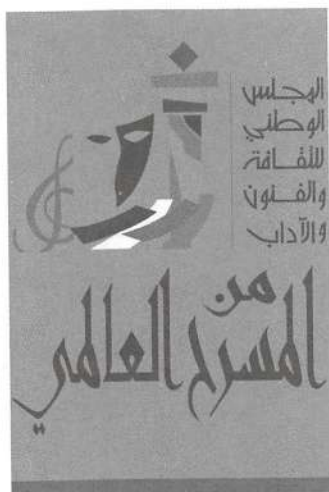 المجلس
الوطني
للثقافة
والفنون
والآداب
من
المسرح العالمي